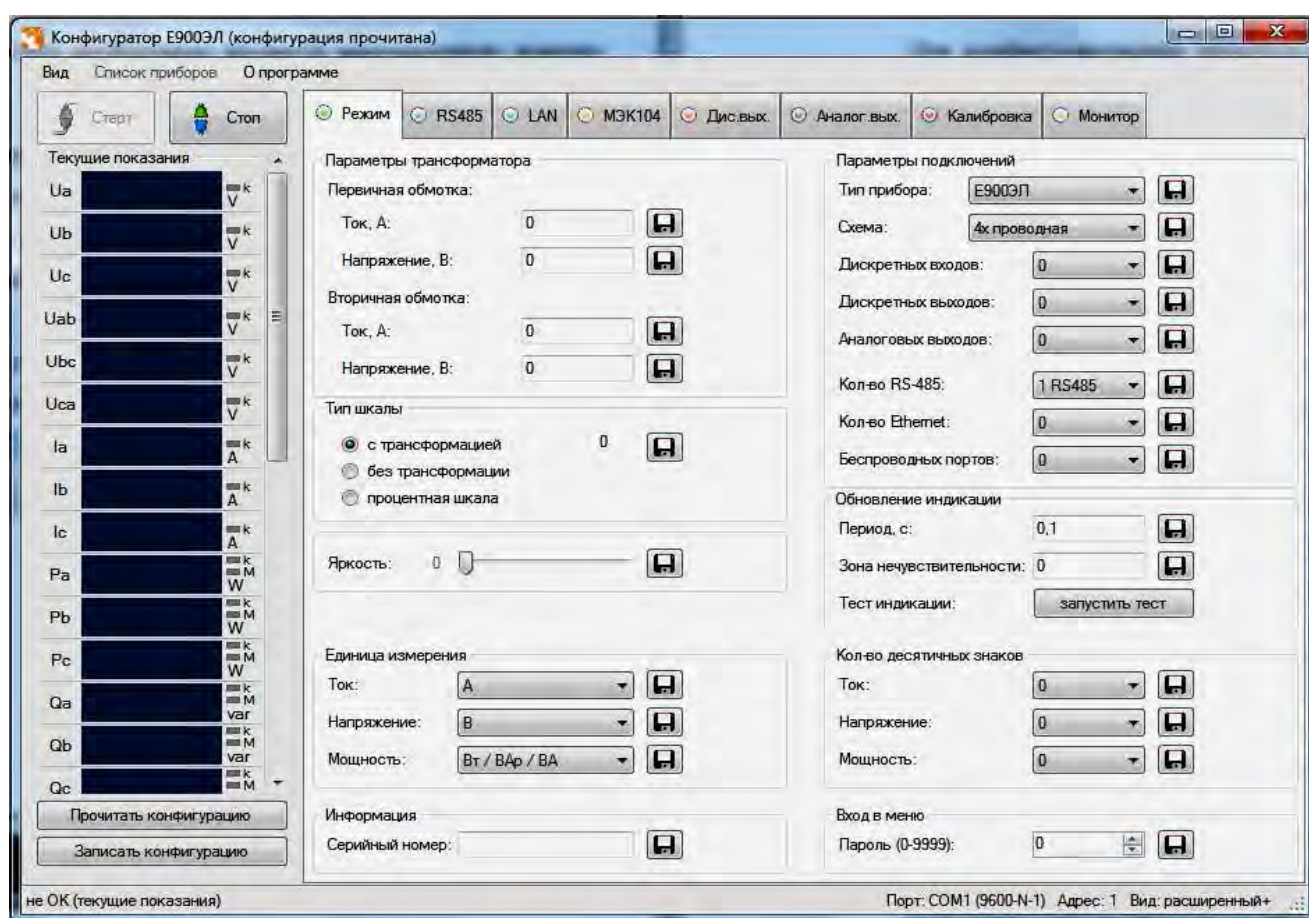 Конфигуратор Е900ЭЛ (конфигурация прочитана)
Вид Список приборов О программе
Старт Стоп
Режим RS485 LAN МЭК104 Дис.вых. Аналог.вых. Калибровка Монитор
Текущие показания
Ua k V
Ub k V
Uc k V
Uab k V
Ubc k V
Uca k V
Ia k A
Ib k A
Ic k A
Pa k M W
Pb k M W
Pc k M W
Qa k M var
Qb k M var
Qc k M
Прочитать конфигурацию
Записать конфигурацию
Параметры трансформатора
Первичная обмотка:
Ток, А: 0
Напряжение, В: 0
Вторичная обмотка:
Ток, А: 0
Напряжение, В: 0
Тип шкалы
с трансформацией 0
без трансформации
процентная шкала
Яркость: 0
Единица измерения
Ток: А
Напряжение: В
Мощность: Вт / ВАр / ВА
Информация
Серийный номер:
Параметры подключений
Тип прибора: Е900ЭЛ
Схема: 4х проводная
Дискретных входов: 0
Дискретных выходов: 0
Аналоговых выходов: 0
Кол-во RS-485: 1 RS485
Кол-во Ethernet: 0
Беспроводных портов: 0
Обновление индикации
Период, с: 0,1
Зона нечувствительности: 0
Тест индикации: запустить тест
Кол-во десятичных знаков
Ток: 0
Напряжение: 0
Мощность: 0
Вход в меню
Пароль (0-9999): 0
не ОК (текущие показания) Порт: COM1 (9600-N-1) Адрес: 1 Вид: расширенный+